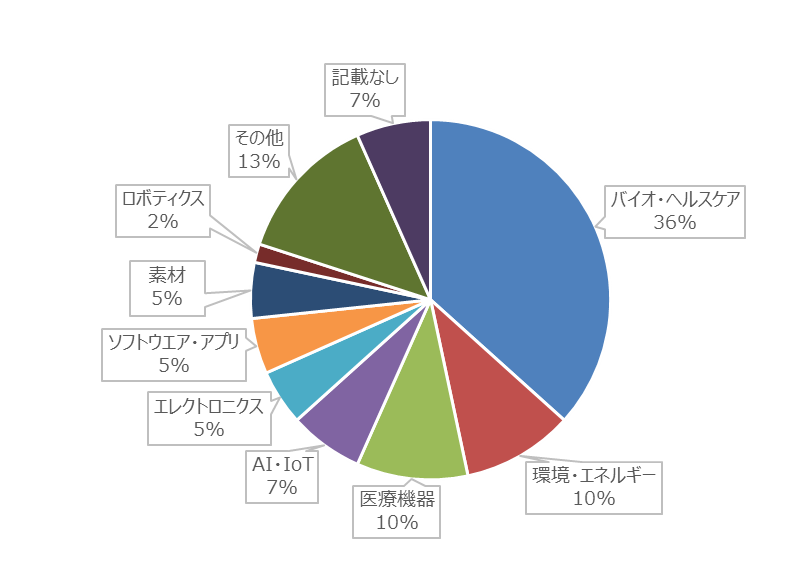 記載なし
7%
バイオ・ヘルスケア
36%
環境・エネルギー
10%
医療機器
10%
AI・IoT
7%
エレクトロニクス
5%
ソフトウエア・アプリ
5%
素材
5%
ロボティクス
2%
その他
13%